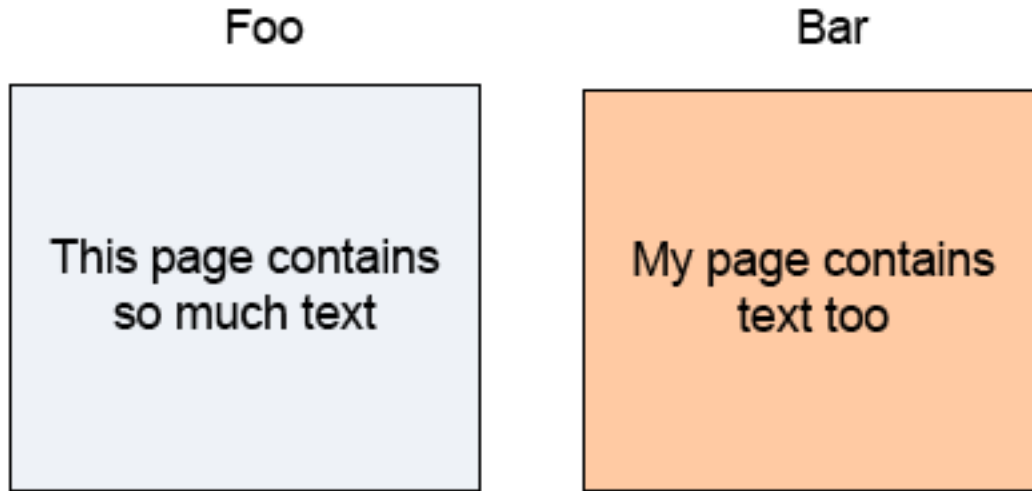 Foo
This page contains
so much text
Bar
My page contains
text too